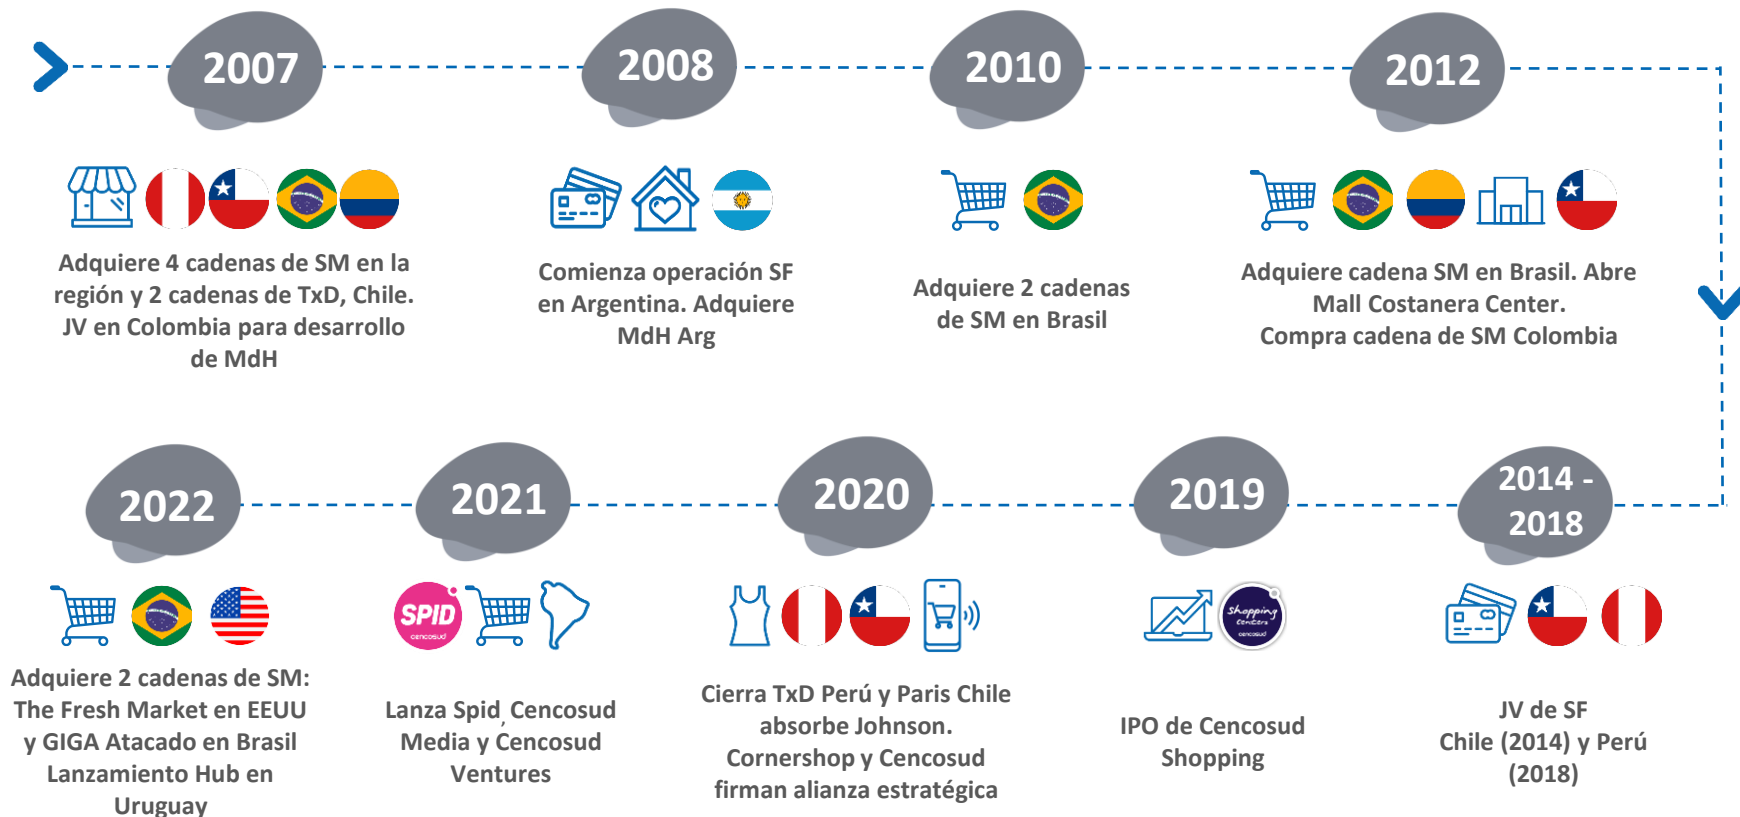 2007
2008
2010
2012
Adquiere 4 cadenas de SM en la
región y 2 cadenas de TxD, Chile.
JV en Colombia para desarrollo
de MdH
Comienza operación SF
en Argentina. Adquiere
MdH Arg
Adquiere 2 cadenas
de SM en Brasil
Adquiere cadena SM en Brasil. Abre
Mall Costanera Center.
Compra cadena de SM Colombia
2014 -
2018
2019
2020
2021
2022
JV de SF
Chile (2014) y Perú
(2018)
Shopping
Centers
cencosud
IPO de Cencosud
Shopping
Cierra TxD Perú y Paris Chile
absorbe Johnson.
Cornershop y Cencosud
firman alianza estratégica
SPID
cencosud
Lanza Spid, Cencosud
Media y Cencosud
Ventures
Adquiere 2 cadenas de SM:
The Fresh Market en EEUU
y GIGA Atacado en Brasil
Lanzamiento Hub en
Uruguay